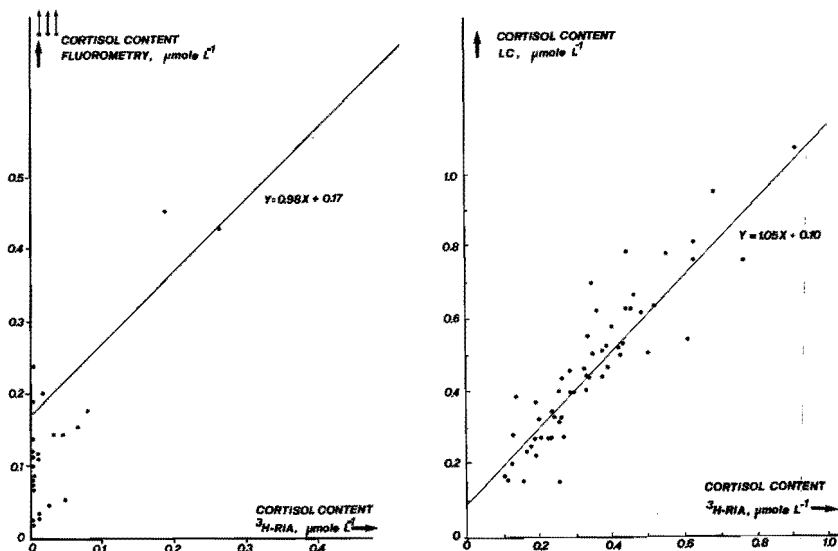 CORTISOL CONTENT
FLUOROMETRY, μmole L⁻¹
0.5
0.4
0.3
0.2
0.1
0
Y=0.98X + 0.17
CORTISOL CONTENT
³H-RIA, μmole L⁻¹
0 0.1 0.2 0.3 0.4
CORTISOL CONTENT
LC, μmole L⁻¹
1.0
0.8
0.6
0.4
0.2
0
Y=1.05X + 0.10
CORTISOL CONTENT
³H-RIA, μmole L⁻¹
0 0.2 0.4 0.6 0.8 1.0